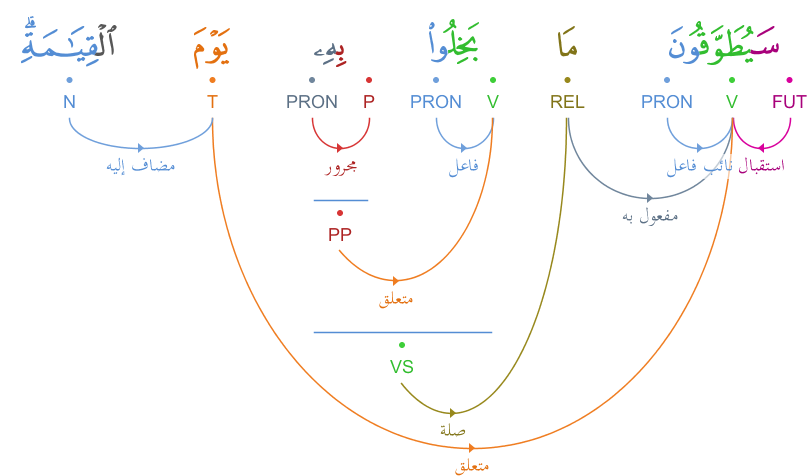 سَيُطَوَّقُونَ مَا بَخِلُوا۟ بِهِۦ يَوْمَ ٱلْقِيَـٰمَةِ ۗ
FUT V PRON REL V PRON P PRON T N
استقبال نائب فاعل فاعل مجرور مضاف إليه
مفعول به
PP
متعلق
VS
صلة
متعلق